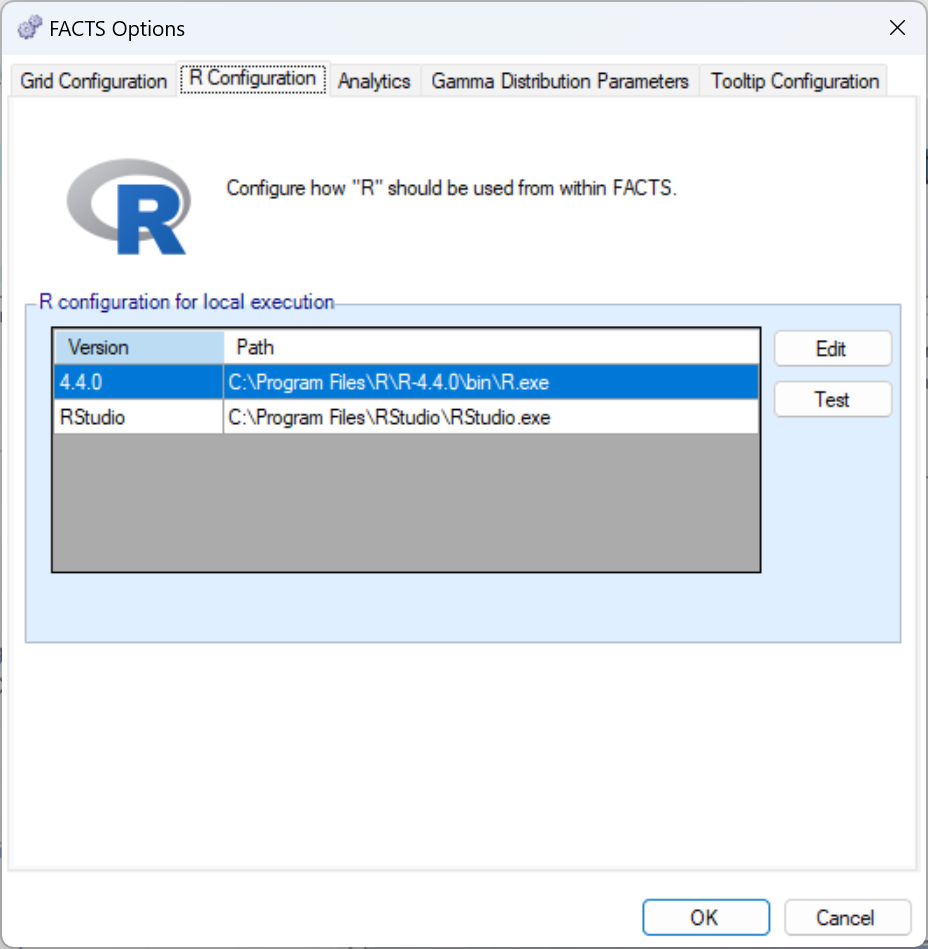 FACTS Options
Grid Configuration R Configuration Analytics Gamma Distribution Parameters Tooltip Configuration
R
Configure how "R" should be used from within FACTS.
R configuration for local execution
Version Path
Edit
4.4.0 C:\Program Files\R\R-4.4.0\bin\R.exe
Test
RStudio C:\Program Files\RStudio\RStudio.exe
OK Cancel